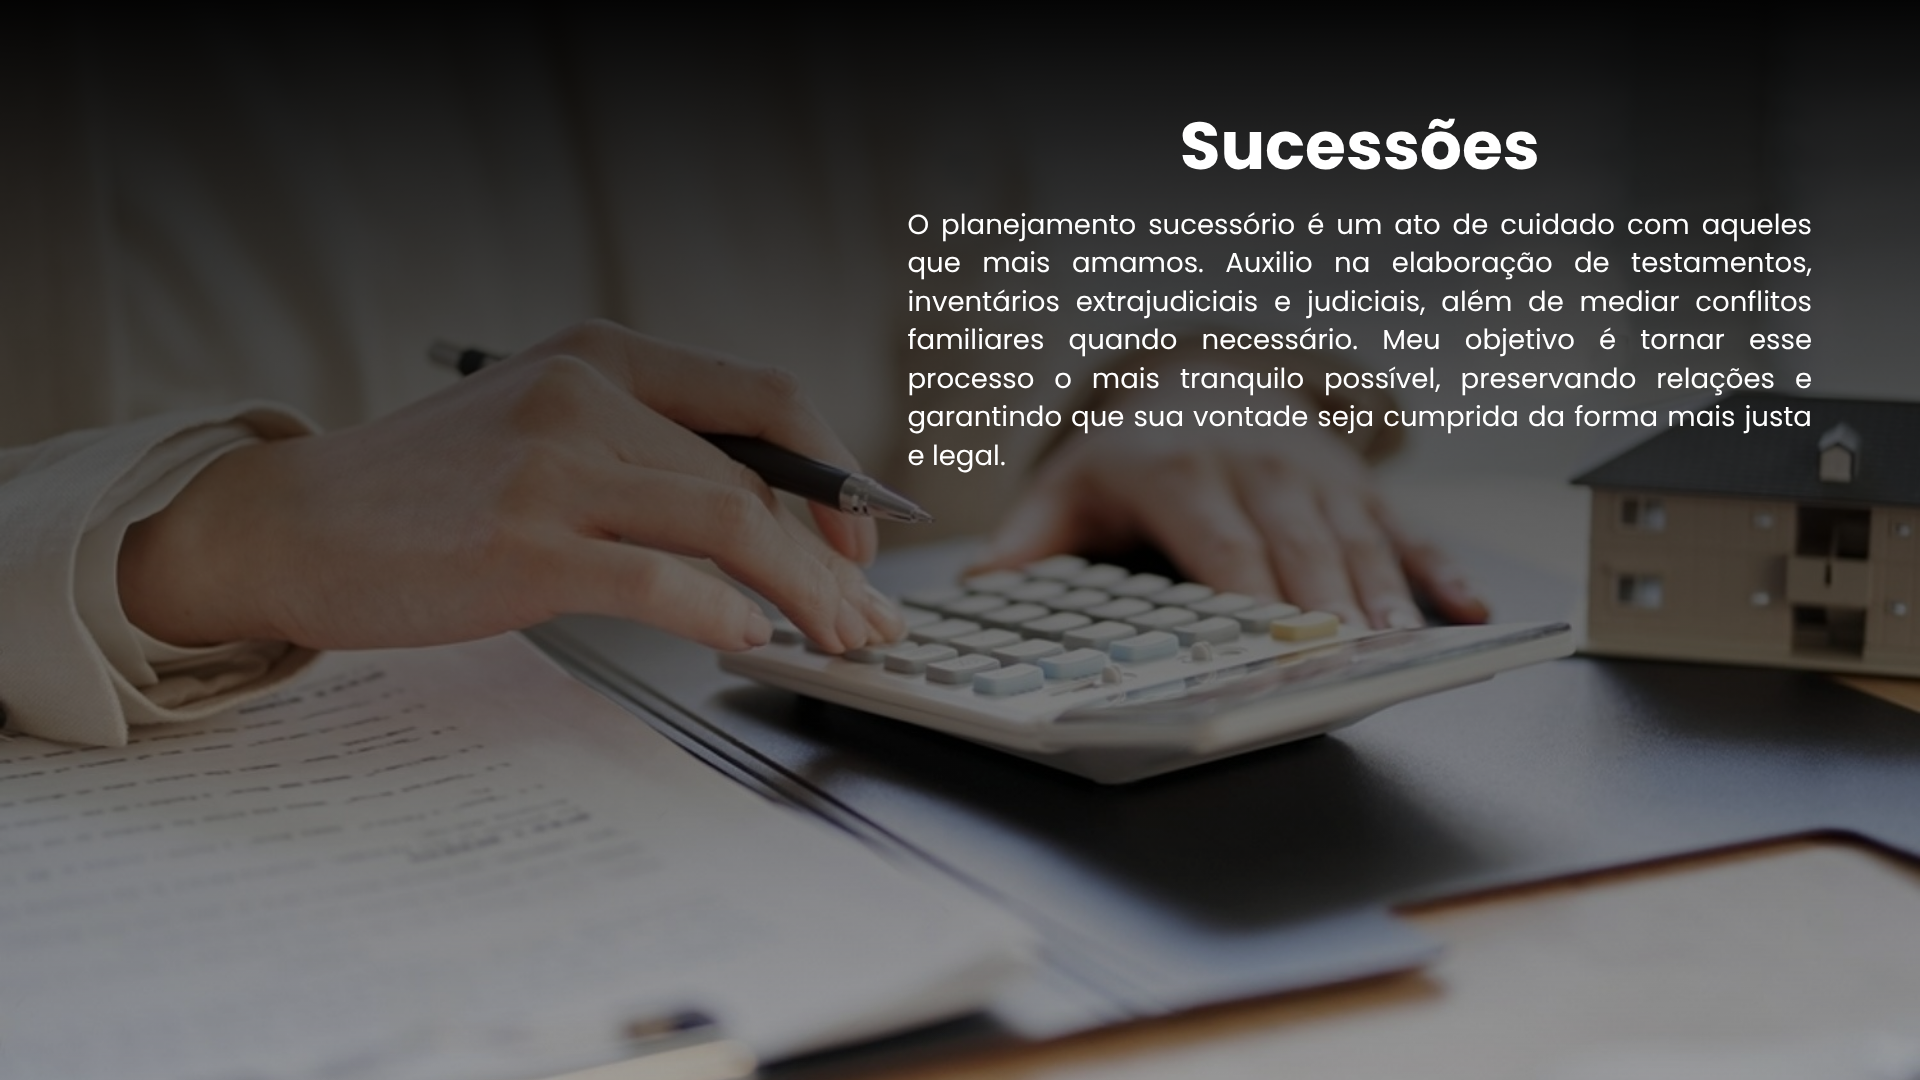 Sucessões
O planejamento sucessório é um ato de cuidado com aqueles
que mais amamos. Auxilio na elaboração de testamentos,
inventários extrajudiciais e judiciais, além de mediar conflitos
familiares quando necessário. Meu objetivo é tornar esse
processo o mais tranquilo possível, preservando relações e
garantindo que sua vontade seja cumprida da forma mais justa
e legal.